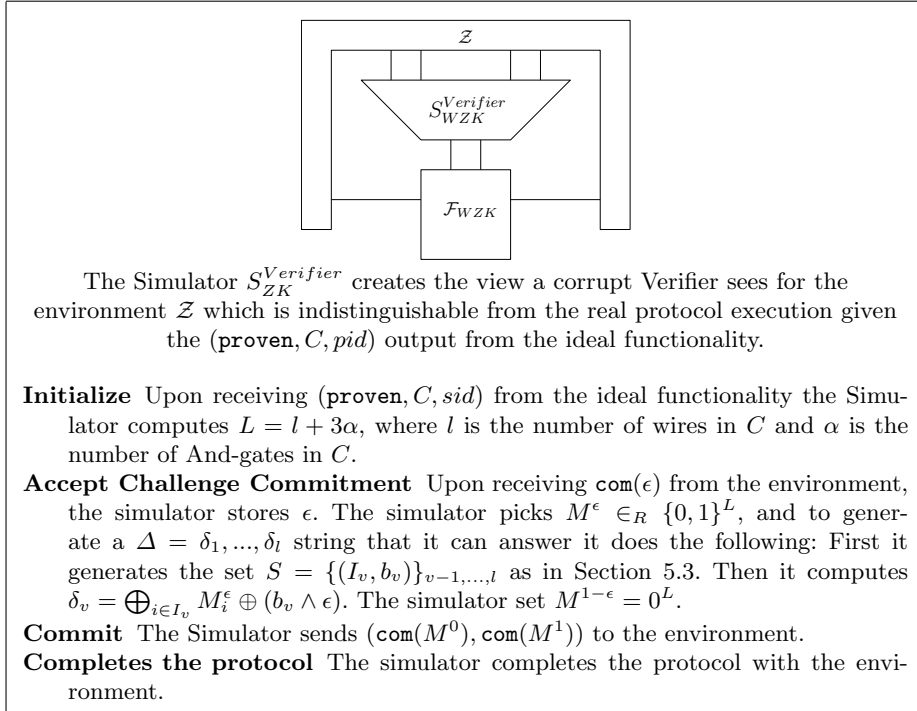 𝒵
S_{WZK}^{Verifier}
ℱ_{WZK}
The Simulator S_{ZK}^{Verifier} creates the view a corrupt Verifier sees for the
environment 𝒵 which is indistinguishable from the real protocol execution given
the (proven, C, pid) output from the ideal functionality.
Initialize Upon receiving (proven, C, sid) from the ideal functionality the Simu-
lator computes L = l + 3α, where l is the number of wires in C and α is the
number of And-gates in C.
Accept Challenge Commitment Upon receiving com(ϵ) from the environment,
the simulator stores ϵ. The simulator picks M^ϵ ∈_R {0, 1}^L, and to gener-
ate a Δ = δ_1, ..., δ_l string that it can answer it does the following: First it
generates the set S = {(I_v, b_v)}_{v−1,...,l} as in Section 5.3. Then it computes
δ_v = ⊕_{i∈I_v} M_i^ϵ ⊕ (b_v ∧ ϵ). The simulator set M^{1−ϵ} = 0^L.
Commit The Simulator sends (com(M^0), com(M^1)) to the environment.
Completes the protocol The simulator completes the protocol with the envi-
ronment.